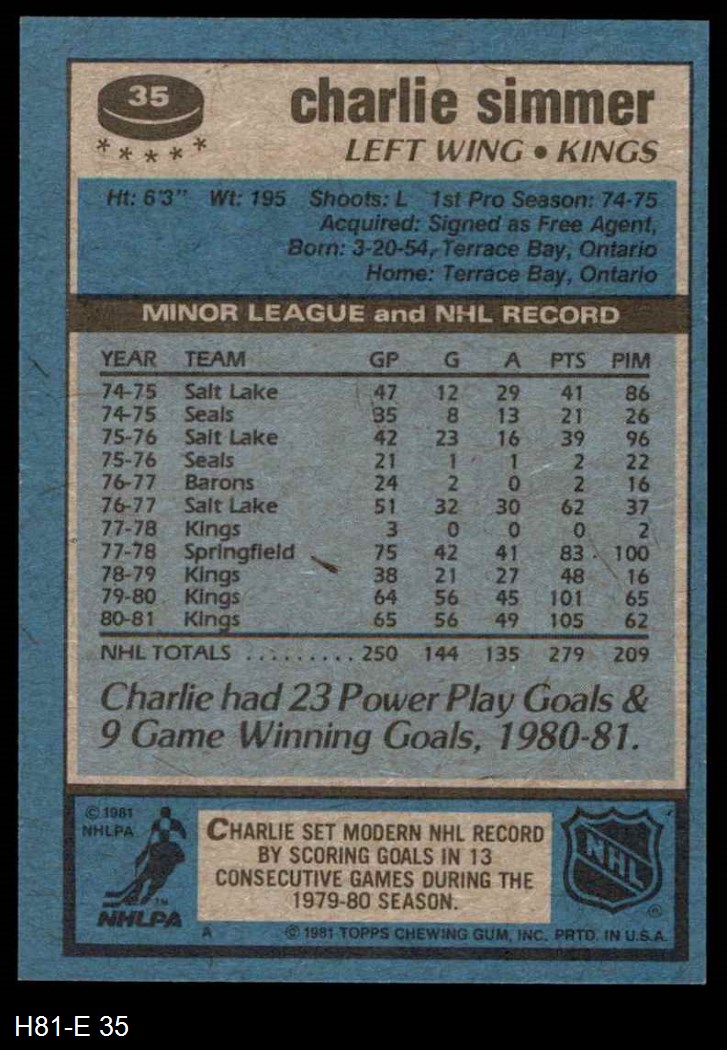 35
charlie simmer
LEFT WING • KINGS
Ht: 6'3" Wt: 195 Shoots: L 1st Pro Season: 74-75
Acquired: Signed as Free Agent,
Born: 3-20-54, Terrace Bay, Ontario
Home: Terrace Bay, Ontario
MINOR LEAGUE and NHL RECORD
YEAR TEAM GP G A PTS PIM
74-75 Salt Lake 47 12 29 41 86
74-75 Seals 35 8 13 21 26
75-76 Salt Lake 42 23 16 39 96
75-76 Seals 21 1 1 2 22
76-77 Barons 24 2 0 2 16
76-77 Salt Lake 51 32 30 62 37
77-78 Kings 3 0 0 0 2
77-78 Springfield 75 42 41 83 100
78-79 Kings 38 21 27 48 16
79-80 Kings 64 56 45 101 65
80-81 Kings 65 56 49 105 62
NHL TOTALS .......... 250 144 135 279 209
Charlie had 23 Power Play Goals &
9 Game Winning Goals, 1980-81.
© 1981
NHLPA
NHLPA
TM
CHARLIE SET MODERN NHL RECORD
BY SCORING GOALS IN 13
CONSECUTIVE GAMES DURING THE
1979-80 SEASON.
NHL
®
A © 1981 TOPPS CHEWING GUM, INC. PRTD. IN U.S.A.
H81-E 35